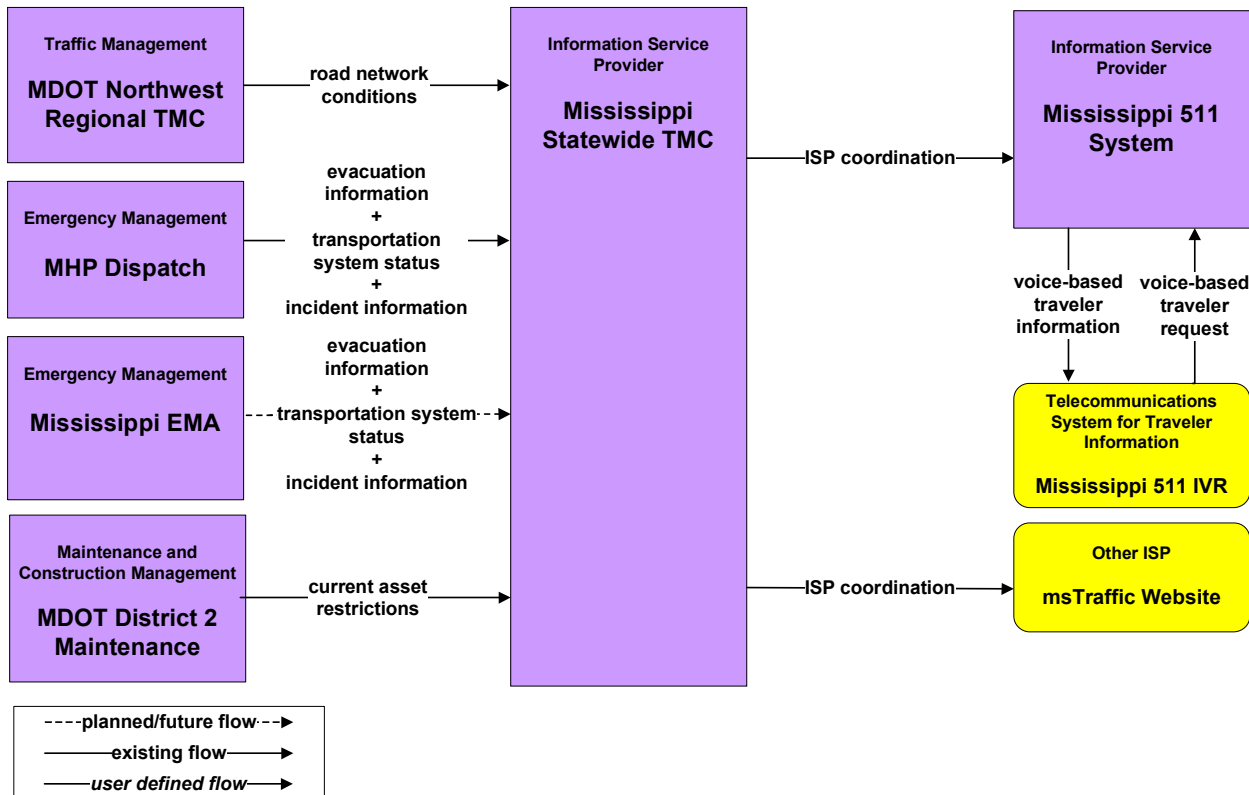 Traffic Management
MDOT Northwest
Regional TMC
road network
conditions
Emergency Management
MHP Dispatch
evacuation
information
+
transportation
system status
+
incident information
Emergency Management
Mississippi EMA
evacuation
information
+
transportation system
status
+
incident information
Maintenance and
Construction Management
MDOT District 2
Maintenance
current asset
restrictions
Information Service
Provider
Mississippi
Statewide TMC
ISP coordination
Information Service
Provider
Mississippi 511
System
voice-based
traveler
information
voice-based
traveler
request
Telecommunications
System for Traveler
Information
Mississippi 511 IVR
ISP coordination
Other ISP
msTraffic Website
planned/future flow
existing flow
user defined flow